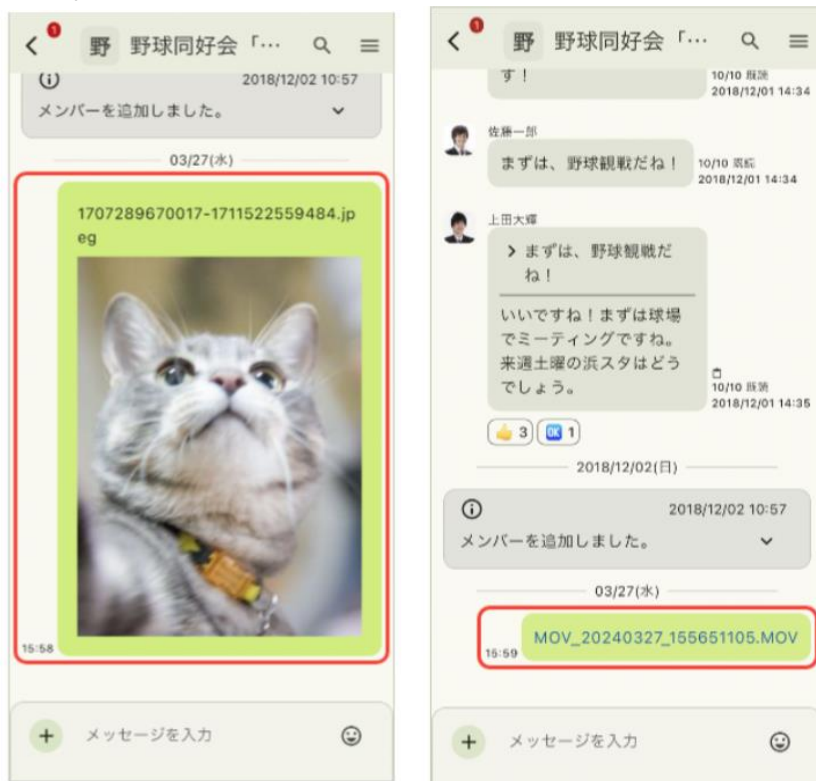 1
野 野球同好会「…
2018/12/02 10:57
メンバーを追加しました。
03/27(水)
1707289670017-1711522559484.jp
eg
15:58
メッセージを入力
1
野 野球同好会「…
す！
10/10 既読
2018/12/01 14:34
佐藤一郎
まずは、野球観戦だね！
10/10 既読
2018/12/01 14:34
上田大輝
まずは、野球観戦だ
ね！
いいですね！まずは球場
でミーティングですね。
来週土曜の浜スタはどう
でしょう。
10/10 既読
2018/12/01 14:35
👍 3 🆗 1
2018/12/02(日)
2018/12/02 10:57
メンバーを追加しました。
03/27(水)
MOV_20240327_155651105.MOV
15:59
メッセージを入力